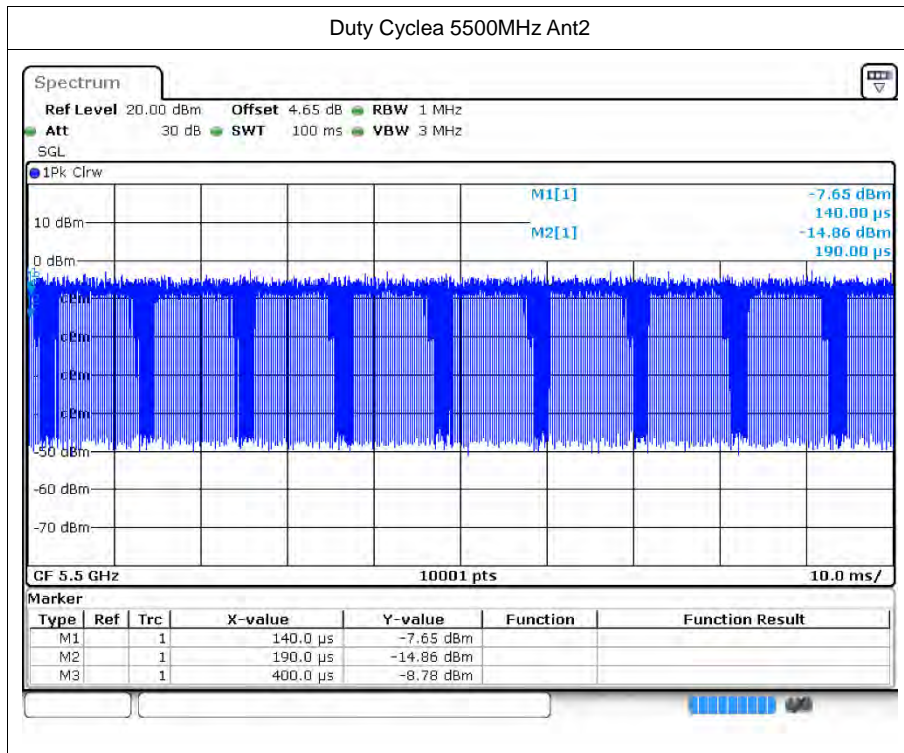 Duty Cyclea 5500MHz Ant2
Spectrum
Ref Level 20.00 dBm Offset 4.65 dB RBW 1 MHz
Att 30 dB SWT 100 ms VBW 3 MHz
SGL
1Pk Clrw
M1[1] -7.65 dBm
140.00 µs
10 dBm
M2[1] -14.86 dBm
190.00 µs
0 dBm
dBm
dBm
dBm
dBm
-50 dBm
-60 dBm
-70 dBm
CF 5.5 GHz 10001 pts 10.0 ms/
Marker
Type Ref Trc X-value Y-value Function Function Result
M1 1 140.0 µs -7.65 dBm
M2 1 190.0 µs -14.86 dBm
M3 1 400.0 µs -8.78 dBm